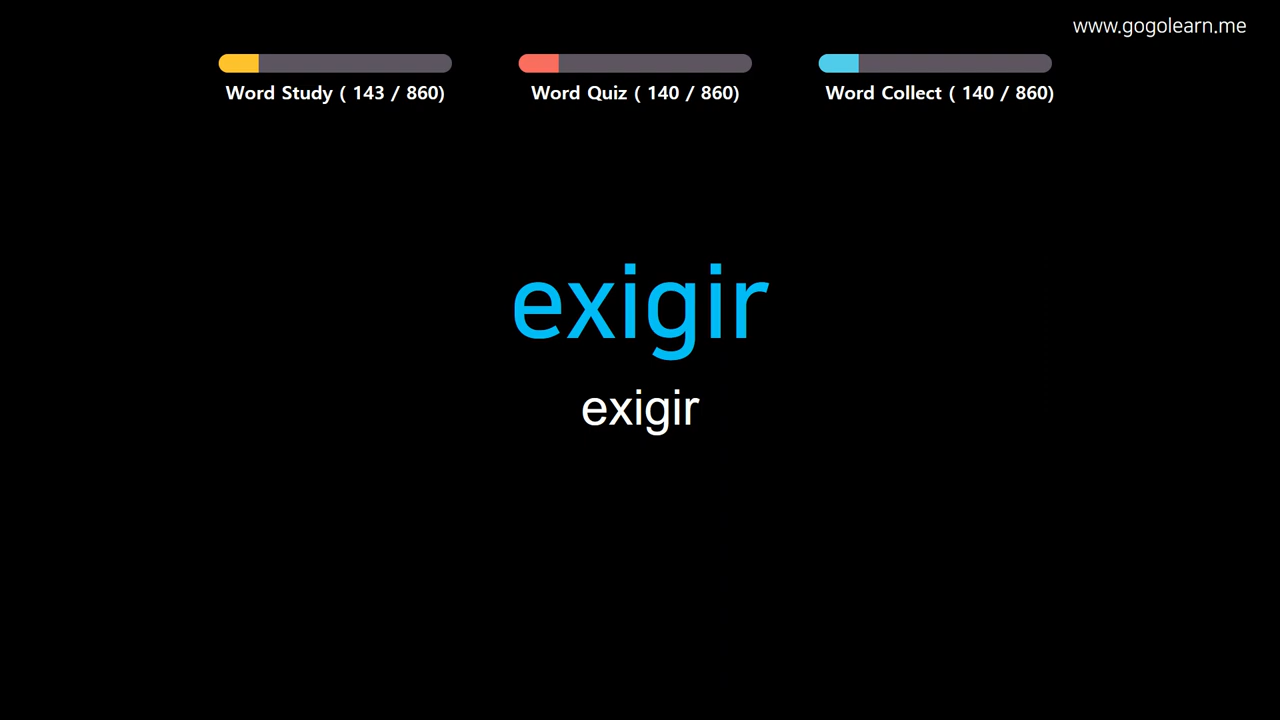 www.gogolearn.me
Word Study ( 143 / 860)
Word Quiz ( 140 / 860)
Word Collect ( 140 / 860)
exigir
exigir